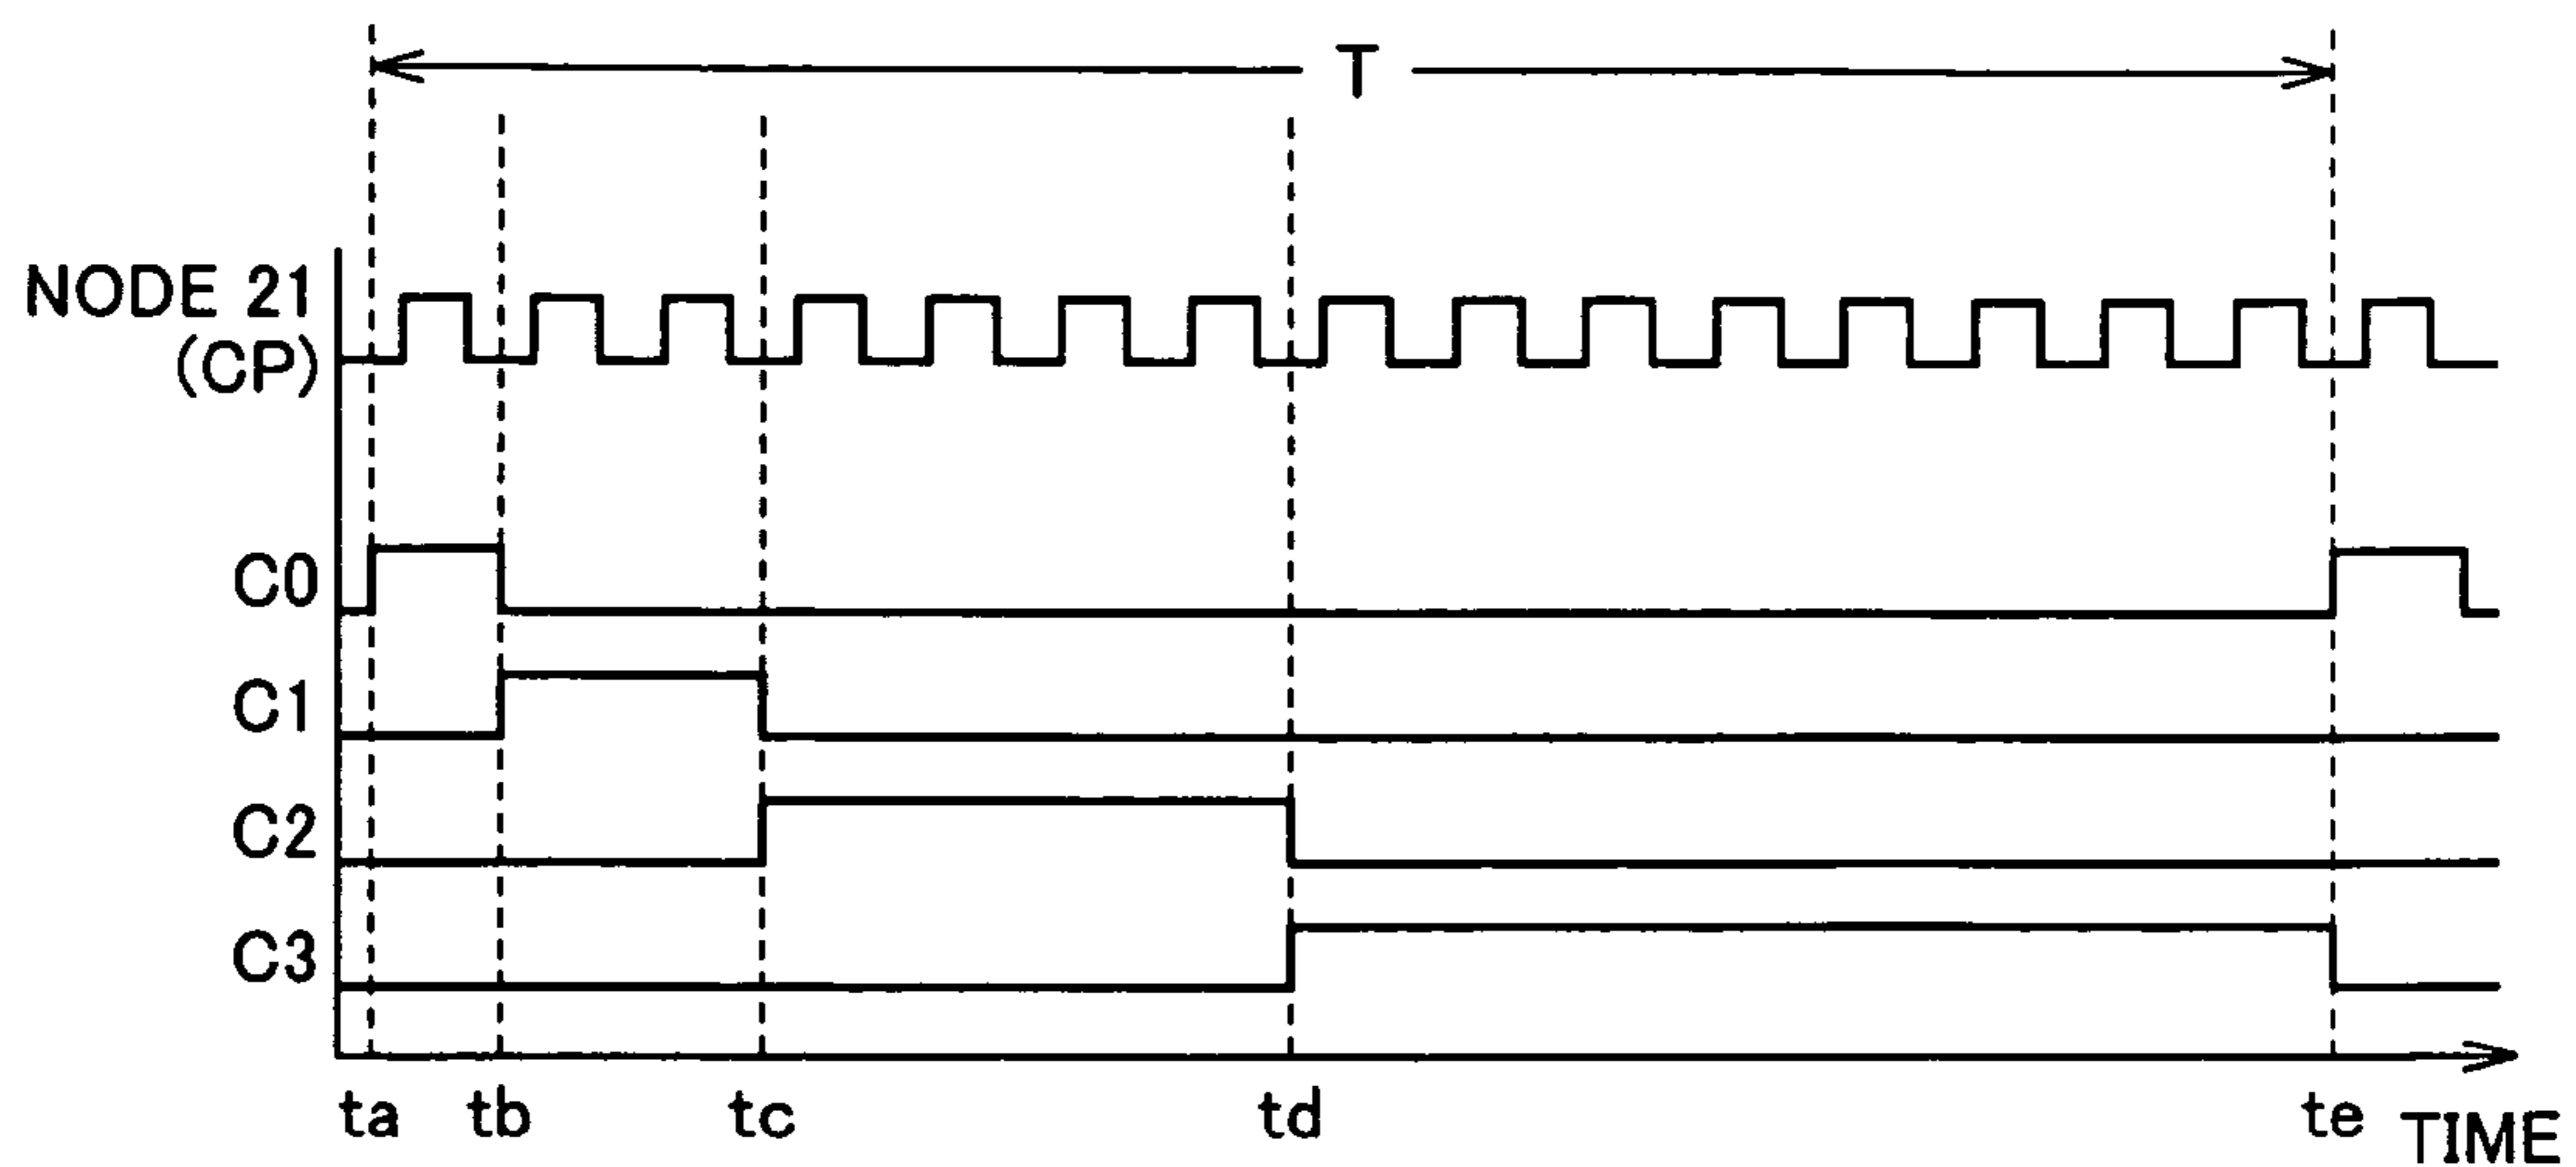 T
NODE 21
(CP)
C0
C1
C2
C3
ta tb tc td te TIME